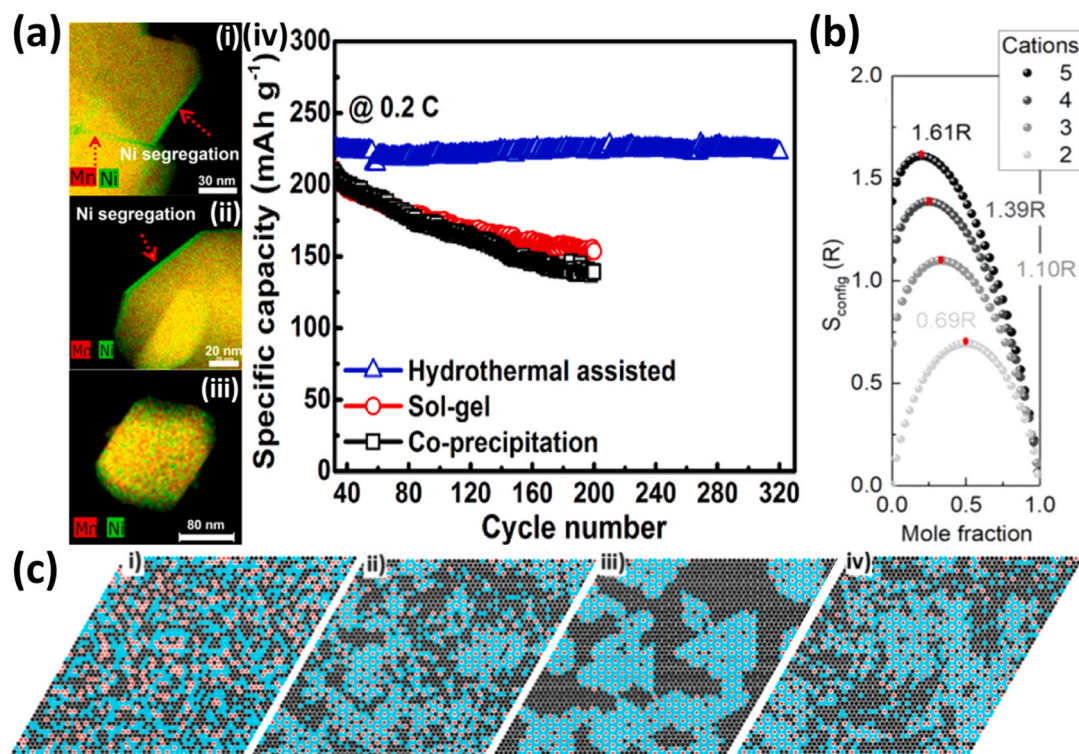 (a)
(i)
Ni segregation
Mn Ni
30 nm
(ii)
Ni segregation
Mn Ni
20 nm
(iii)
Mn Ni
80 nm
(iv)
300
250
200
150
100
50
0
Specific capacity (mAh g⁻¹)
@ 0.2 C
Hydrothermal assisted
Sol-gel
Co-precipitation
40 80 120 160 200 240 280 320
Cycle number
(b)
Cations
5
4
3
2
2.0
1.5
1.0
0.5
0.0
S_config (R)
1.61R
1.39R
1.10R
0.69R
0.0 0.5 1.0
Mole fraction
(c)
i)
ii)
iii)
iv)